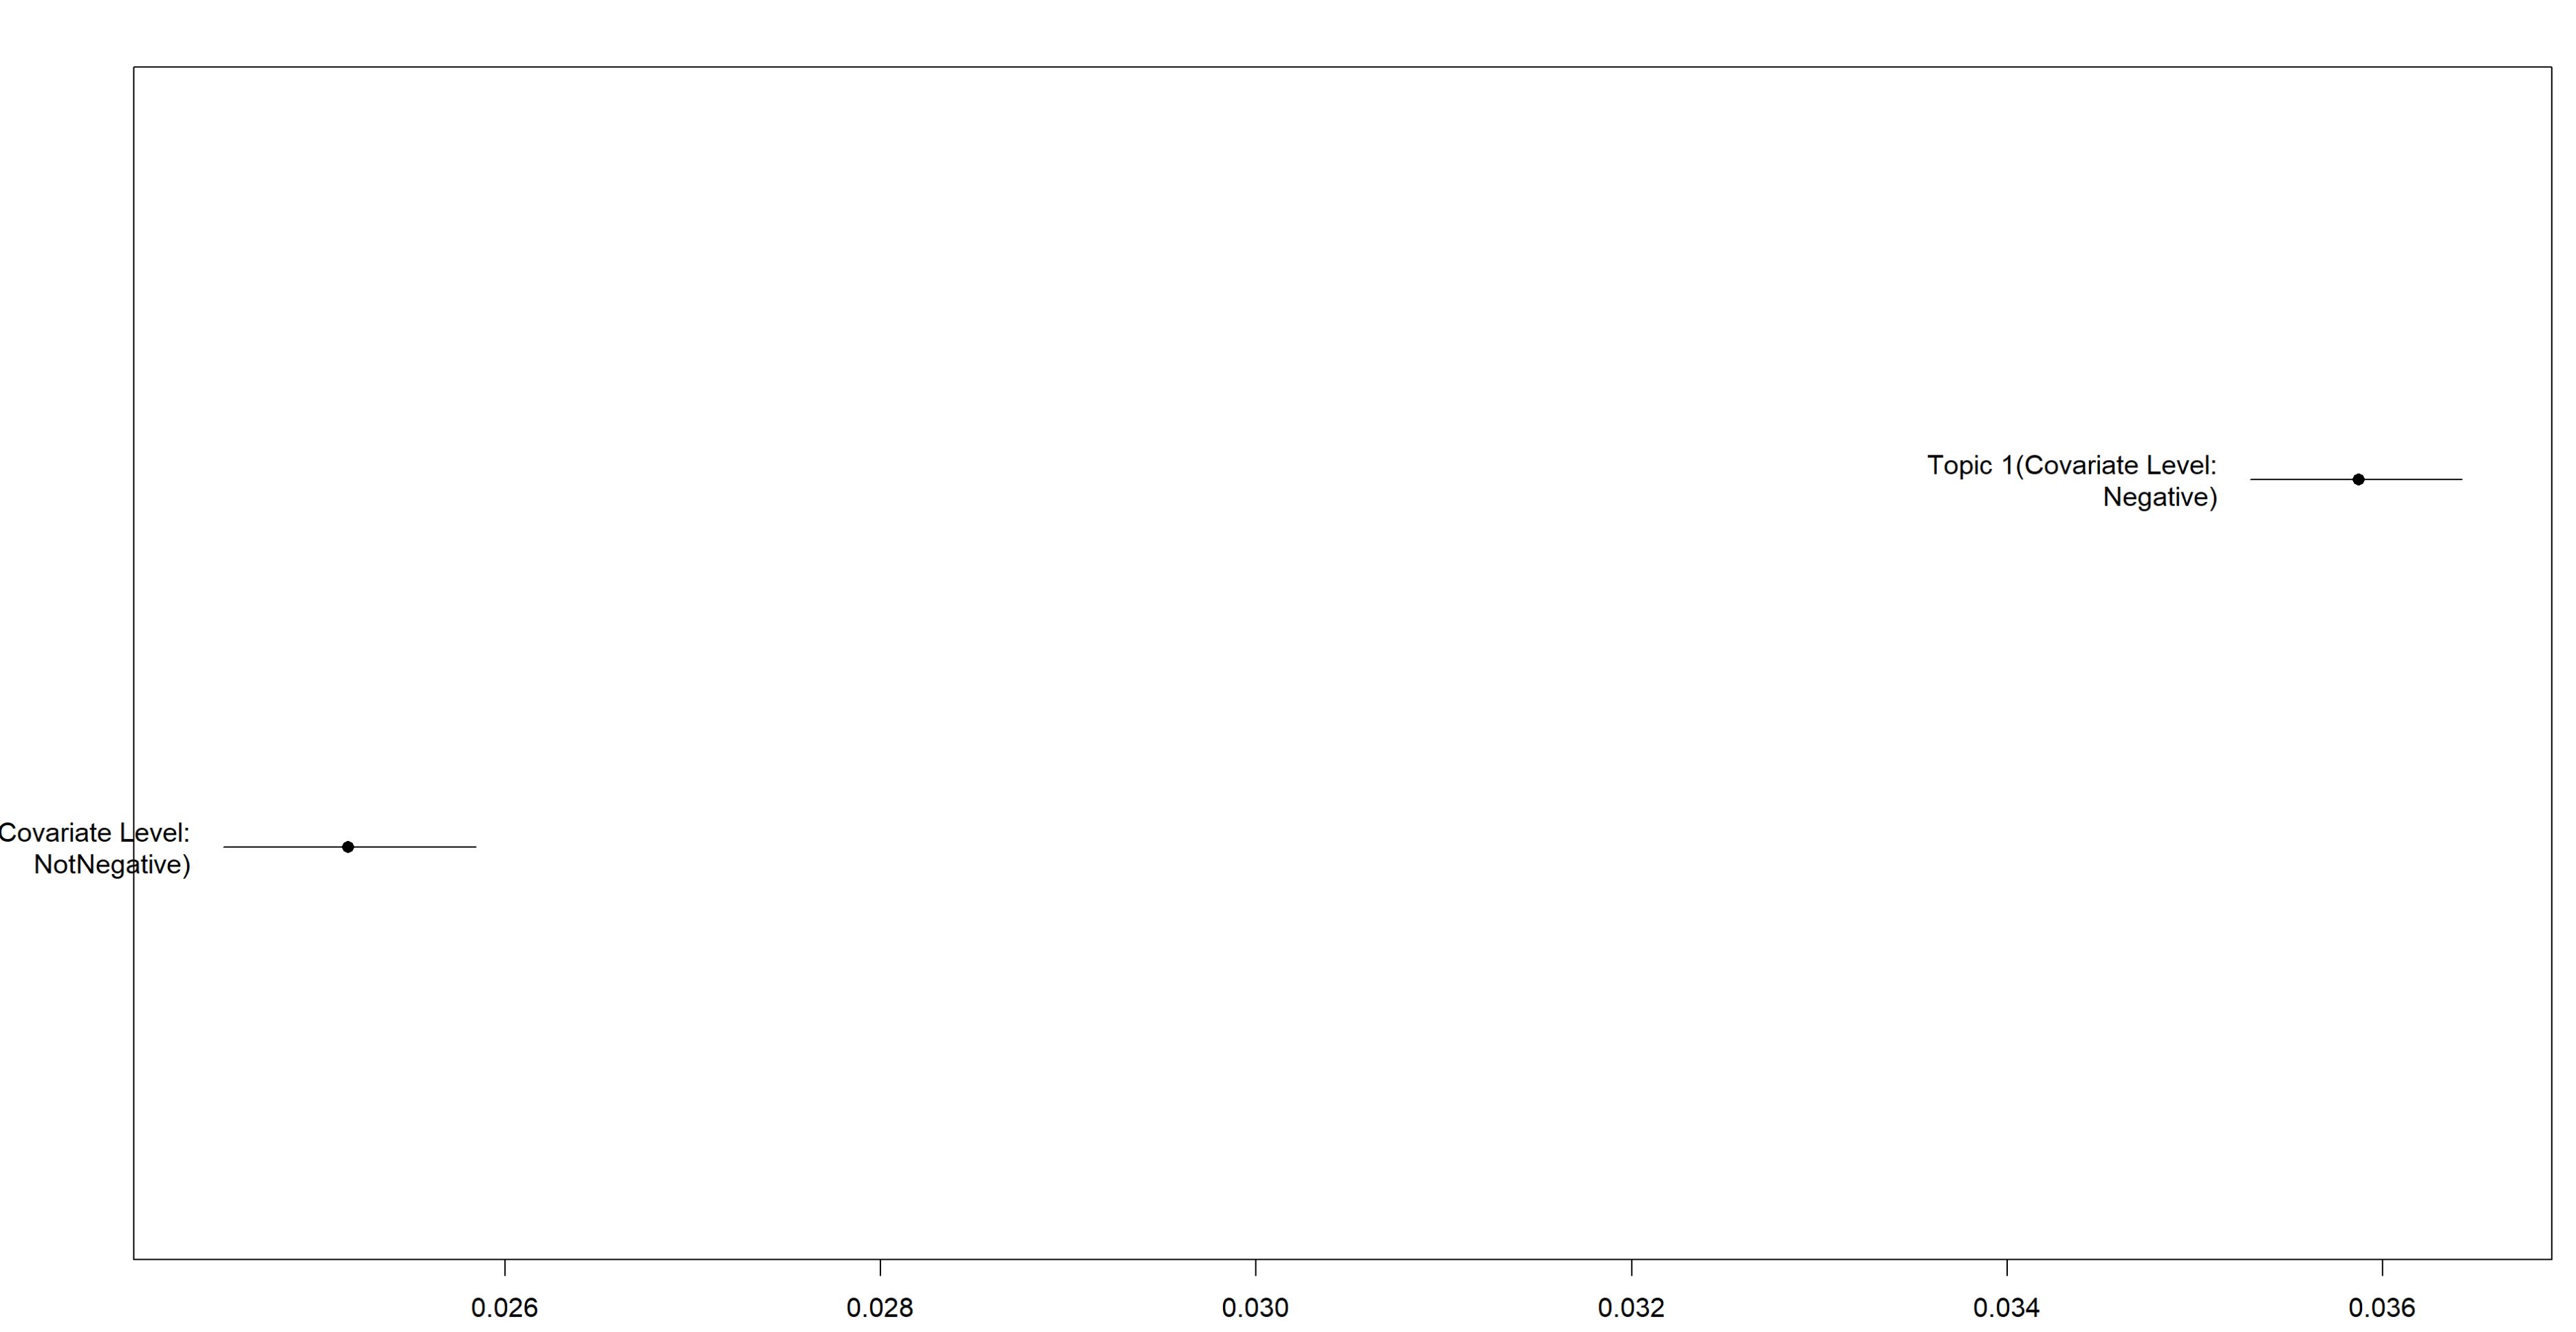 Topic 1(Covariate Level:
Negative)
Covariate Level:
NotNegative)
0.026 0.028 0.030 0.032 0.034 0.036